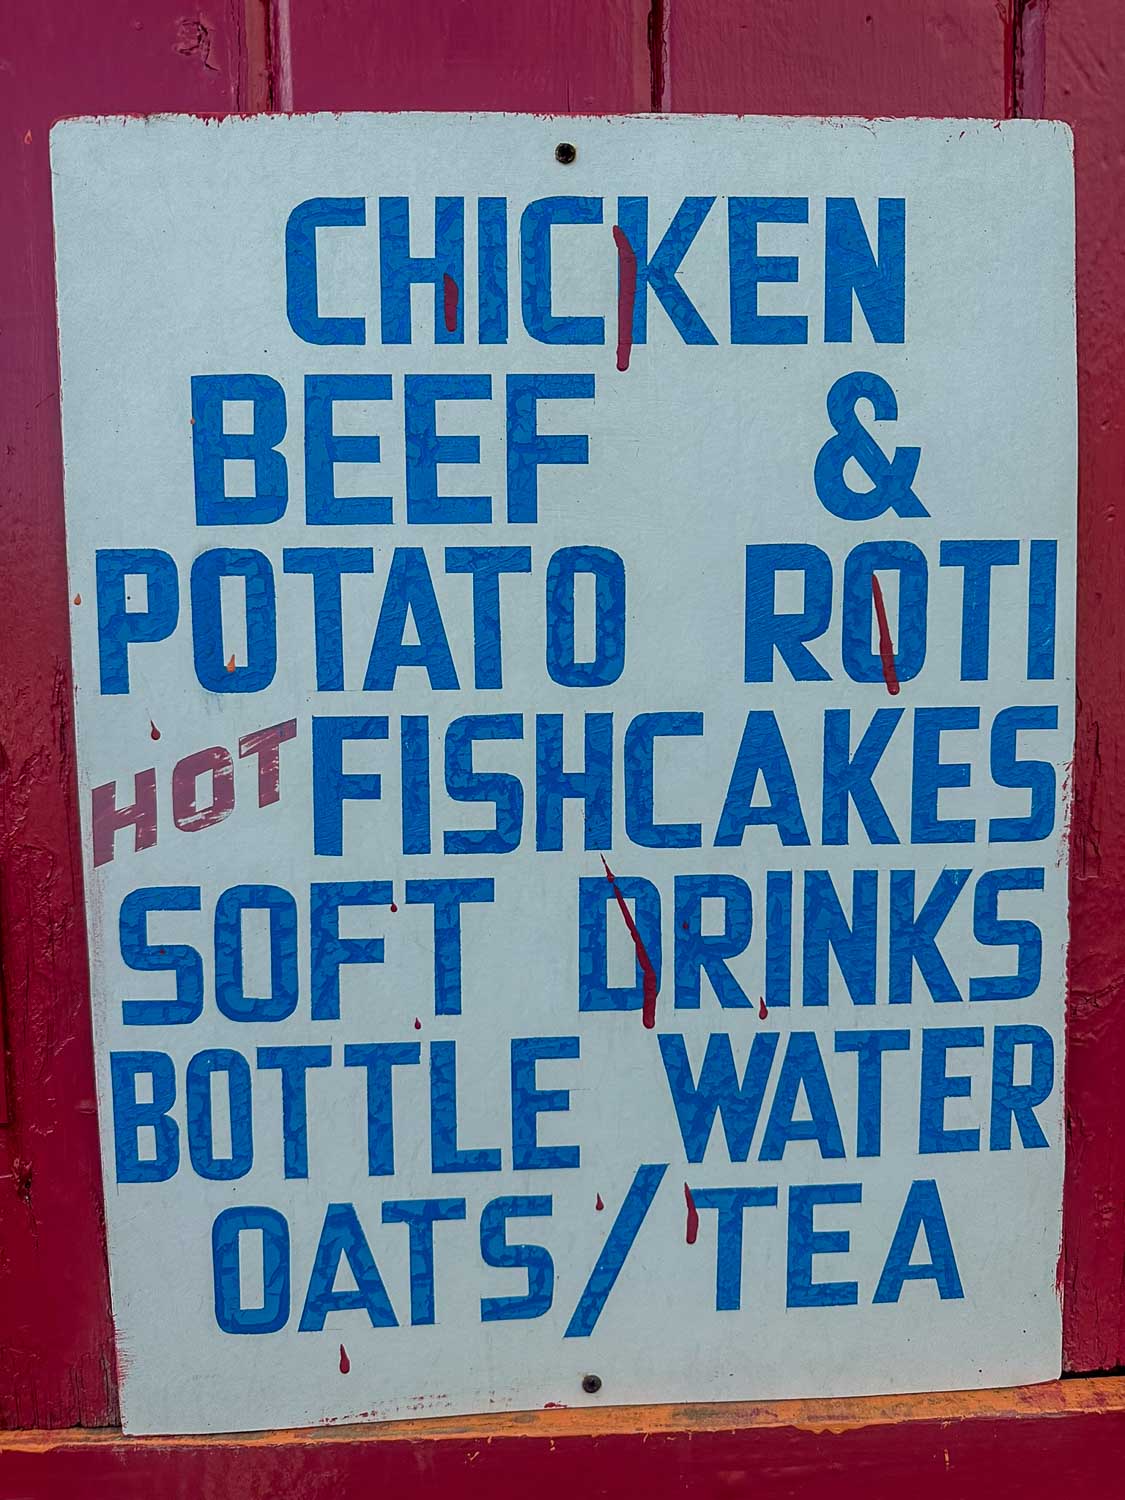 CHICKEN
BEEF &
POTATO ROTI
HOT FISHCAKES
SOFT DRINKS
BOTTLE WATER
OATS/TEA